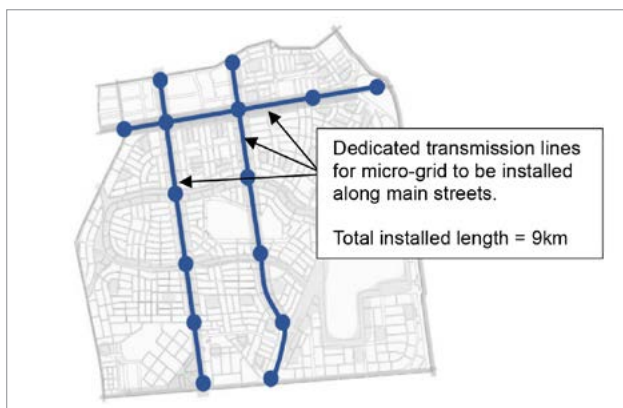 Dedicated transmission lines
for micro-grid to be installed
along main streets.
Total installed length = 9km